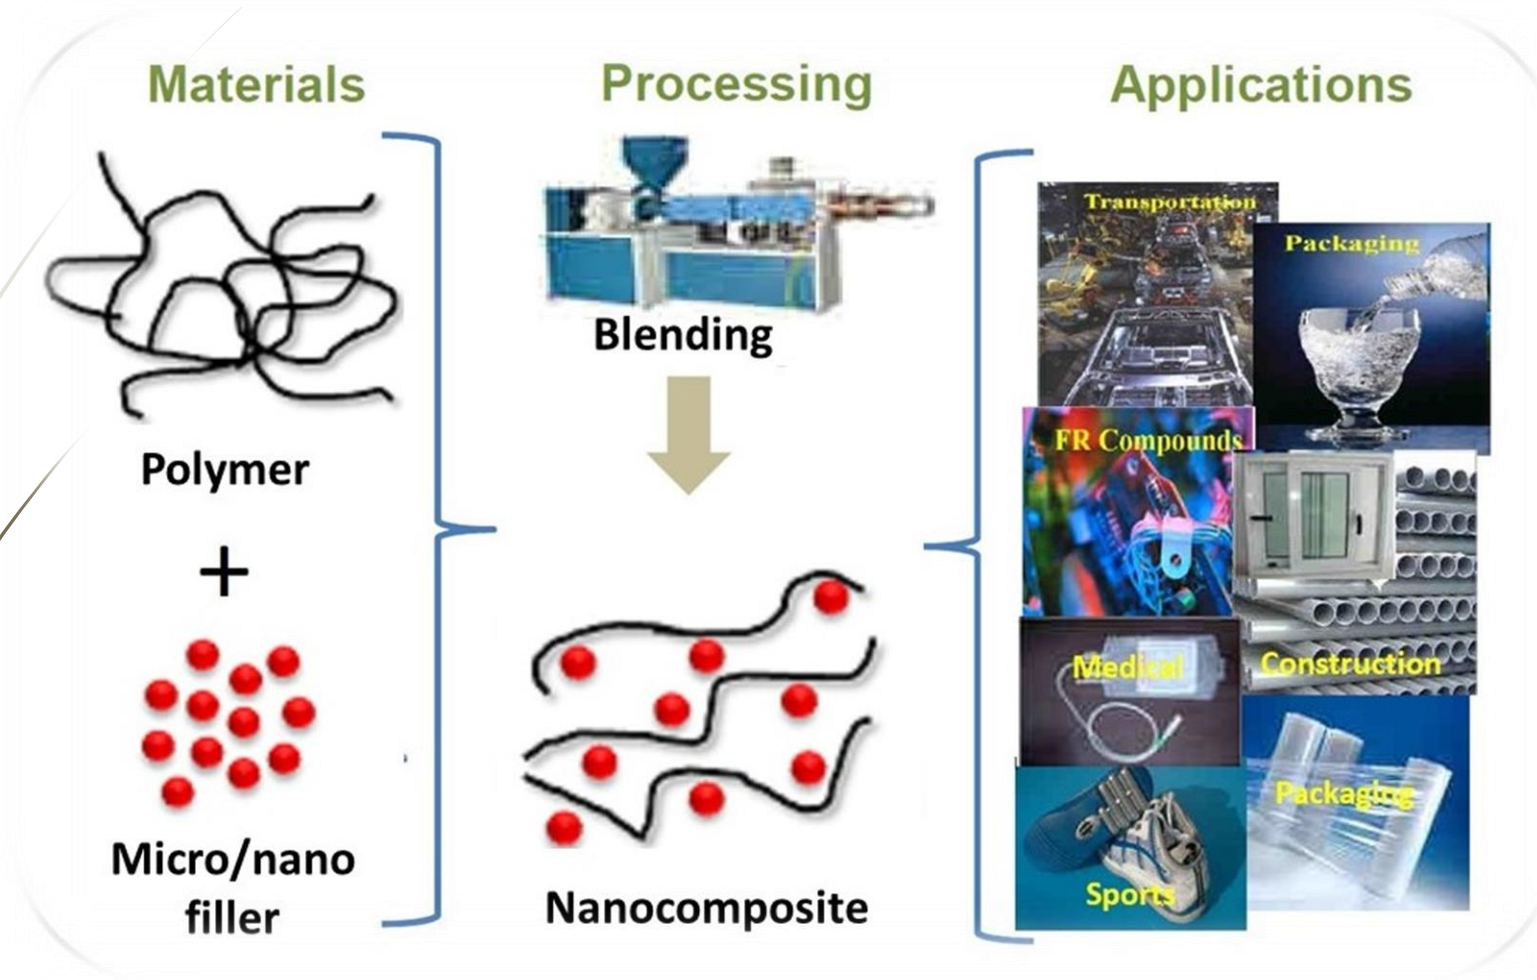 Materials
Processing
Applications
Polymer
+
Micro/nano
filler
Blending
Nanocomposite
Transportation
Packaging
FR Compounds
Medical
Construction
Sports
Packaging